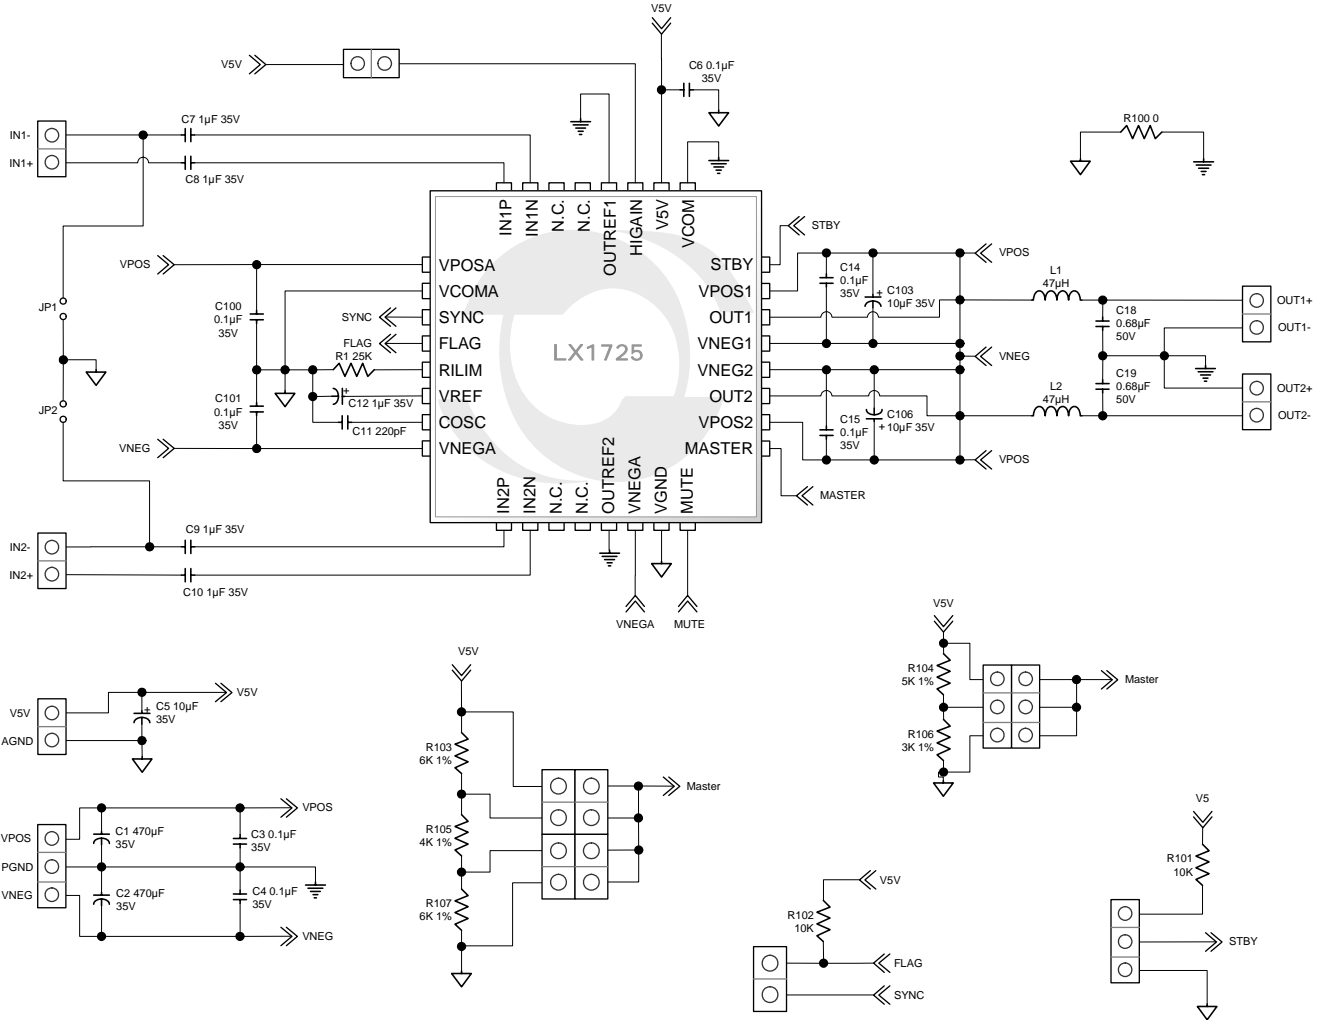 V5V
V5V
C6 0.1µF
35V
R100 0
IN1-
IN1+
C7 1µF 35V
C8 1µF 35V
IN1P
IN1N
N.C.
N.C.
OUTREF1
HIGAIN
V5V
VCOM
VPOS
C100
0.1µF
35V
C101
0.1µF
35V
VNEG
JP1
JP2
SYNC
FLAG
R1 25K
C12 1µF 35V
C11 220pF
VPOSA
VCOMA
SYNC
FLAG
RILIM
VREF
COSC
VNEGA
LX1725
STBY
VPOS1
OUT1
VNEG1
VNEG2
OUT2
VPOS2
MASTER
STBY
VPOS
C14
0.1µF
35V
C103
10µF 35V
VNEG
C15
0.1µF
35V
C106
10µF 35V
VPOS
MASTER
L1
47µH
C18
0.68µF
50V
C19
0.68µF
50V
L2
47µH
OUT1+
OUT1-
OUT2+
OUT2-
IN2P
IN2N
N.C.
N.C.
OUTREF2
VNEGA
VGND
MUTE
IN2-
IN2+
C9 1µF 35V
C10 1µF 35V
VNEGA
MUTE
V5V
AGND
C5 10µF
35V
V5V
VPOS
PGND
VNEG
C1 470µF
35V
C2 470µF
35V
C3 0.1µF
35V
C4 0.1µF
35V
VPOS
VNEG
V5V
R103
6K 1%
R105
4K 1%
R107
6K 1%
Master
V5V
R104
5K 1%
R106
3K 1%
Master
V5V
R102
10K
FLAG
SYNC
V5
R101
10K
STBY